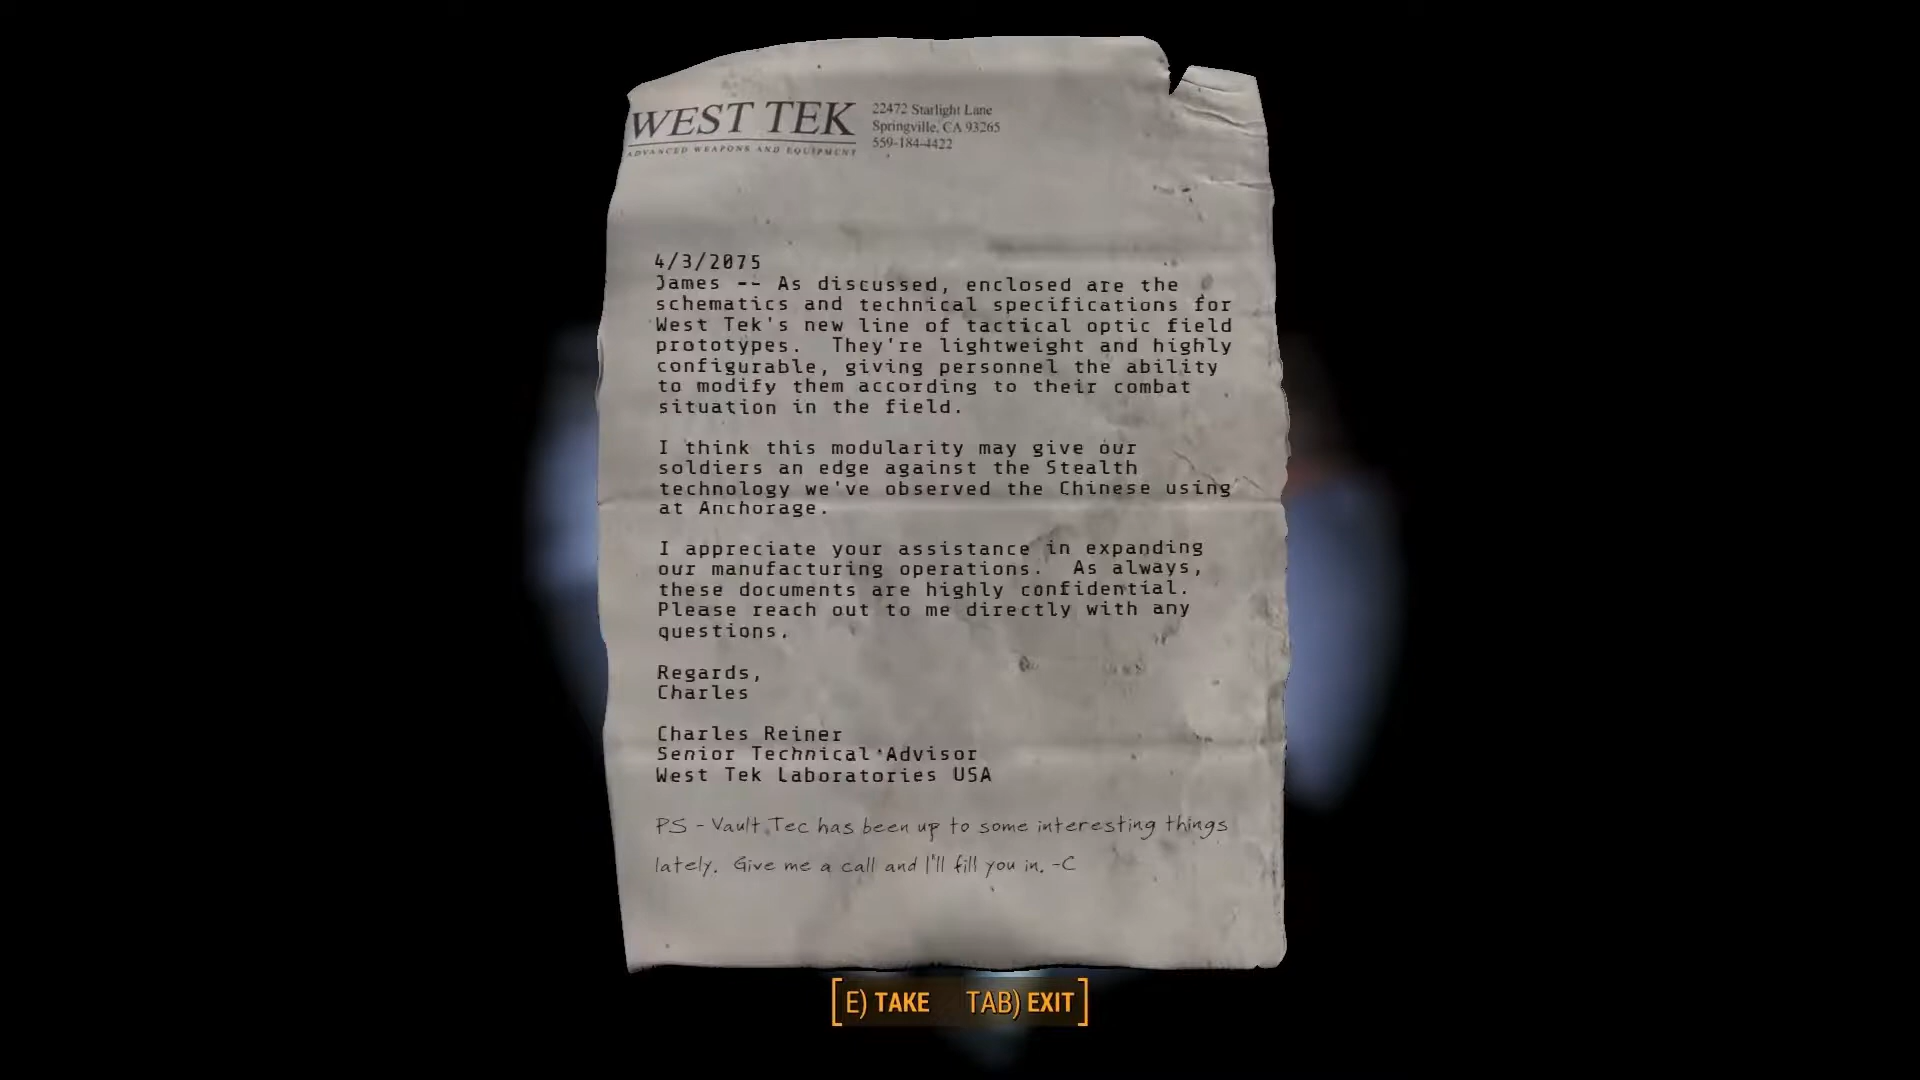 WEST TEK
ADVANCED WEAPONS AND EQUIPMENT
22472 Starlight Lane
Springville, CA 93265
559-184-4422
4/3/2075
James -- As discussed, enclosed are the
schematics and technical specifications for
West Tek's new line of tactical optic field
prototypes.  They're lightweight and highly
configurable, giving personnel the ability
to modify them according to their combat
situation in the field.
I think this modularity may give our
soldiers an edge against the Stealth
technology we've observed the Chinese using
at Anchorage.
I appreciate your assistance in expanding
our manufacturing operations.  As always,
these documents are highly confidential.
Please reach out to me directly with any
questions.
Regards,
Charles
Charles Reiner
Senior Technical Advisor
West Tek Laboratories USA
PS - Vault Tec has been up to some interesting things
lately. Give me a call and I'll fill you in. -C
E) TAKE TAB) EXIT